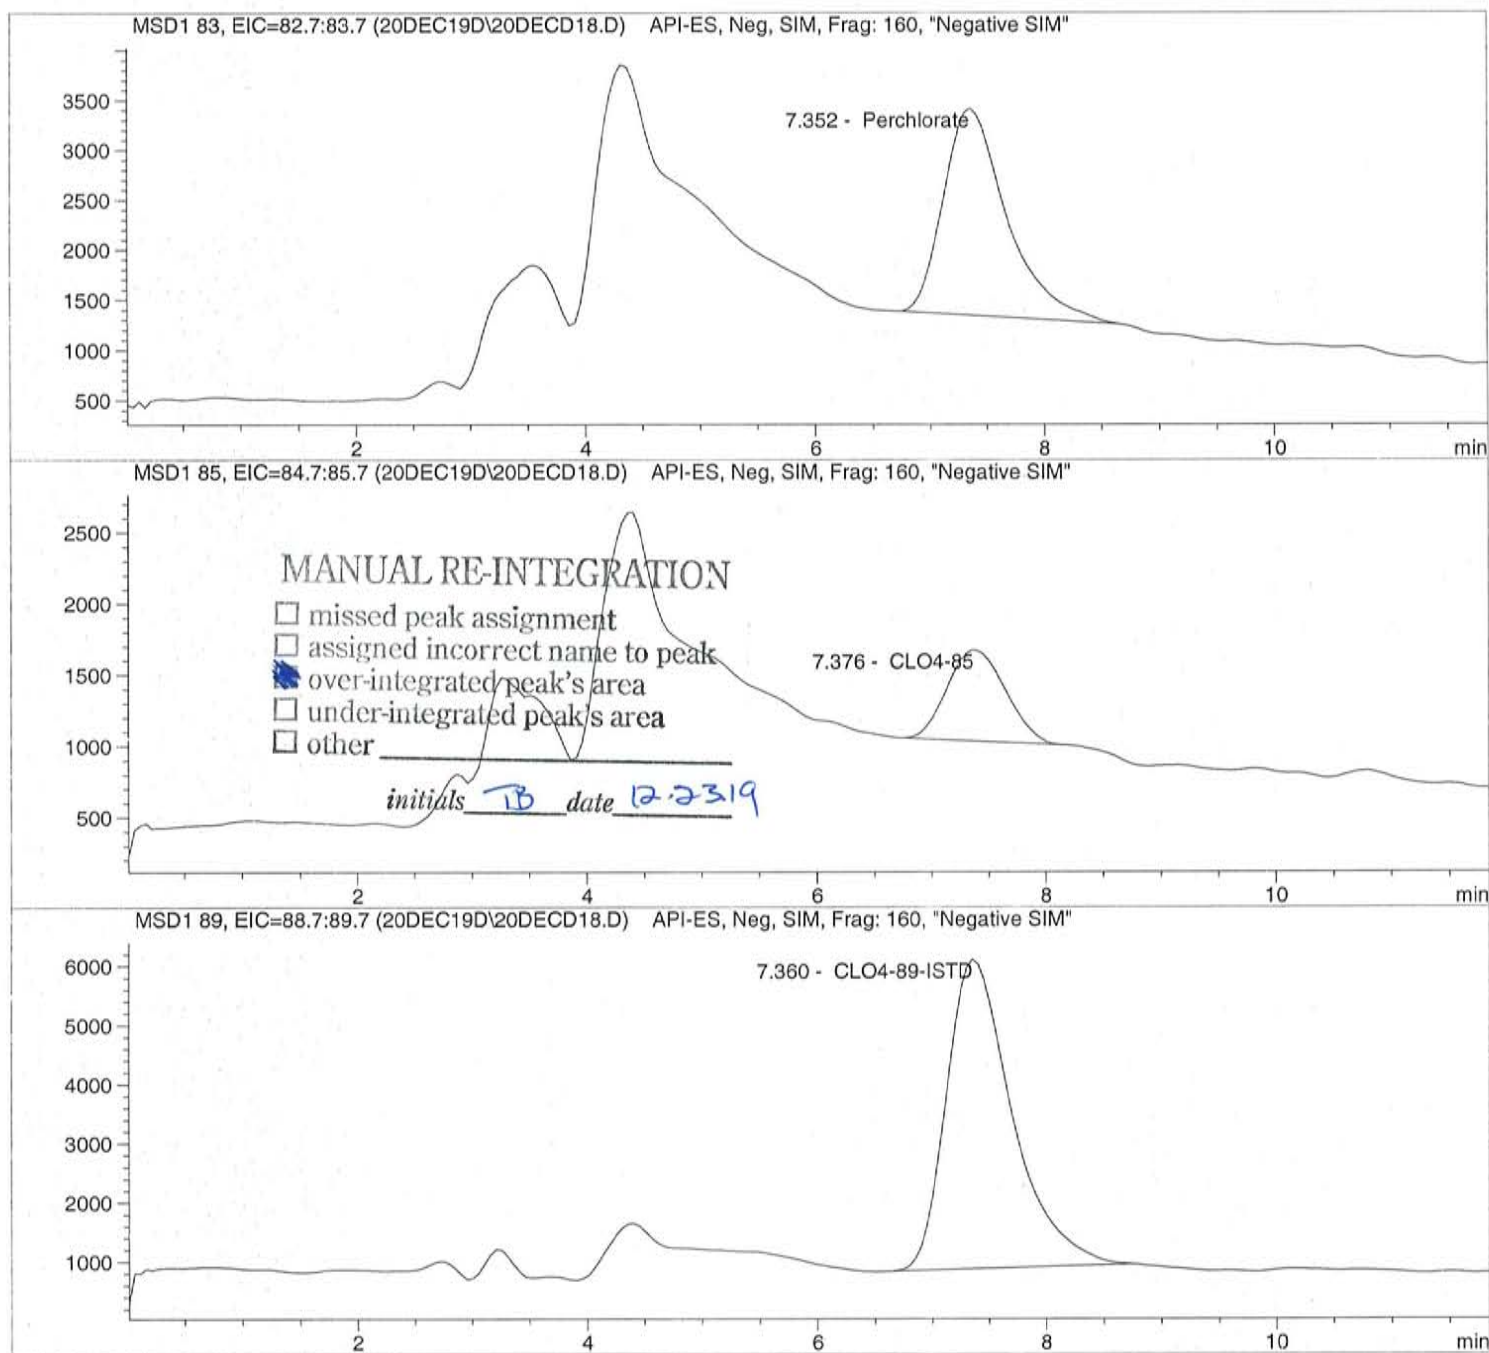 MSD1 83, EIC=82.7:83.7 (20DEC19D\20DECD18.D) API-ES, Neg, SIM, Frag: 160, "Negative SIM"
3500
7.352 - Perchlorate
3000
2500
2000
1500
1000
500
2 4 6 8 10 min
MSD1 85, EIC=84.7:85.7 (20DEC19D\20DECD18.D) API-ES, Neg, SIM, Frag: 160, "Negative SIM"
2500
MANUAL RE-INTEGRATION
2000
☐ missed peak assignment
☐ assigned incorrect name to peak
7.376 - CLO4-85
1500
over-integrated peak's area
☐ under-integrated peak's area
1000
☐ other
initials TB date 12.23.19
500
2 4 6 8 10 min
MSD1 89, EIC=88.7:89.7 (20DEC19D\20DECD18.D) API-ES, Neg, SIM, Frag: 160, "Negative SIM"
6000
7.360 - CLO4-89-ISTD
5000
4000
3000
2000
1000
2 4 6 8 10 min